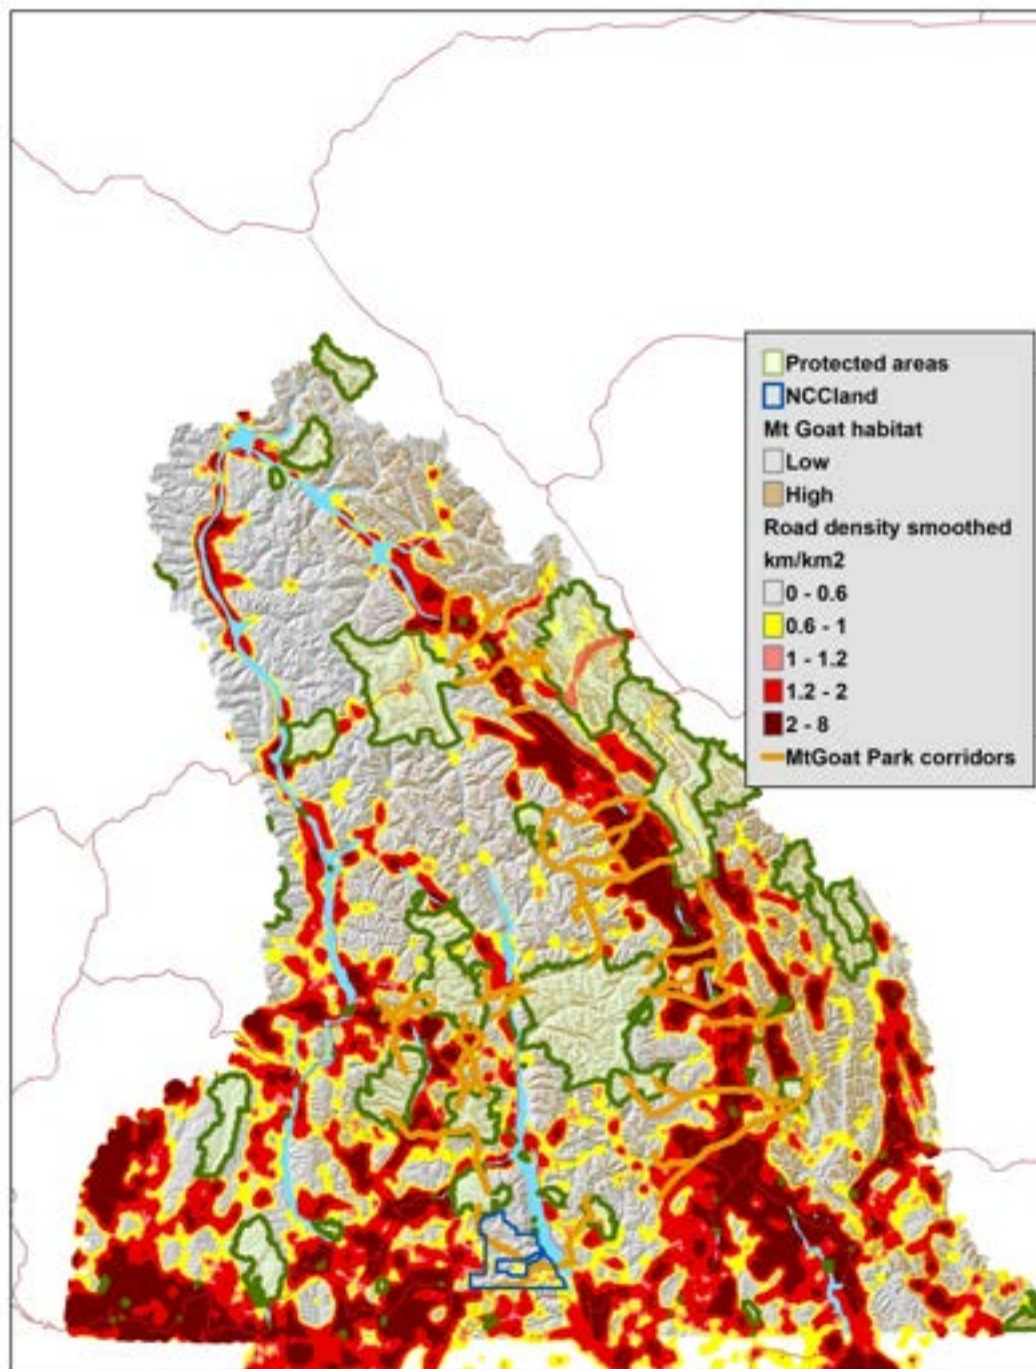 Protected areas
NCCland
Mt Goat habitat
Low
High
Road density smoothed
km/km2
0 - 0.6
0.6 - 1
1 - 1.2
1.2 - 2
2 - 8
MtGoat Park corridors